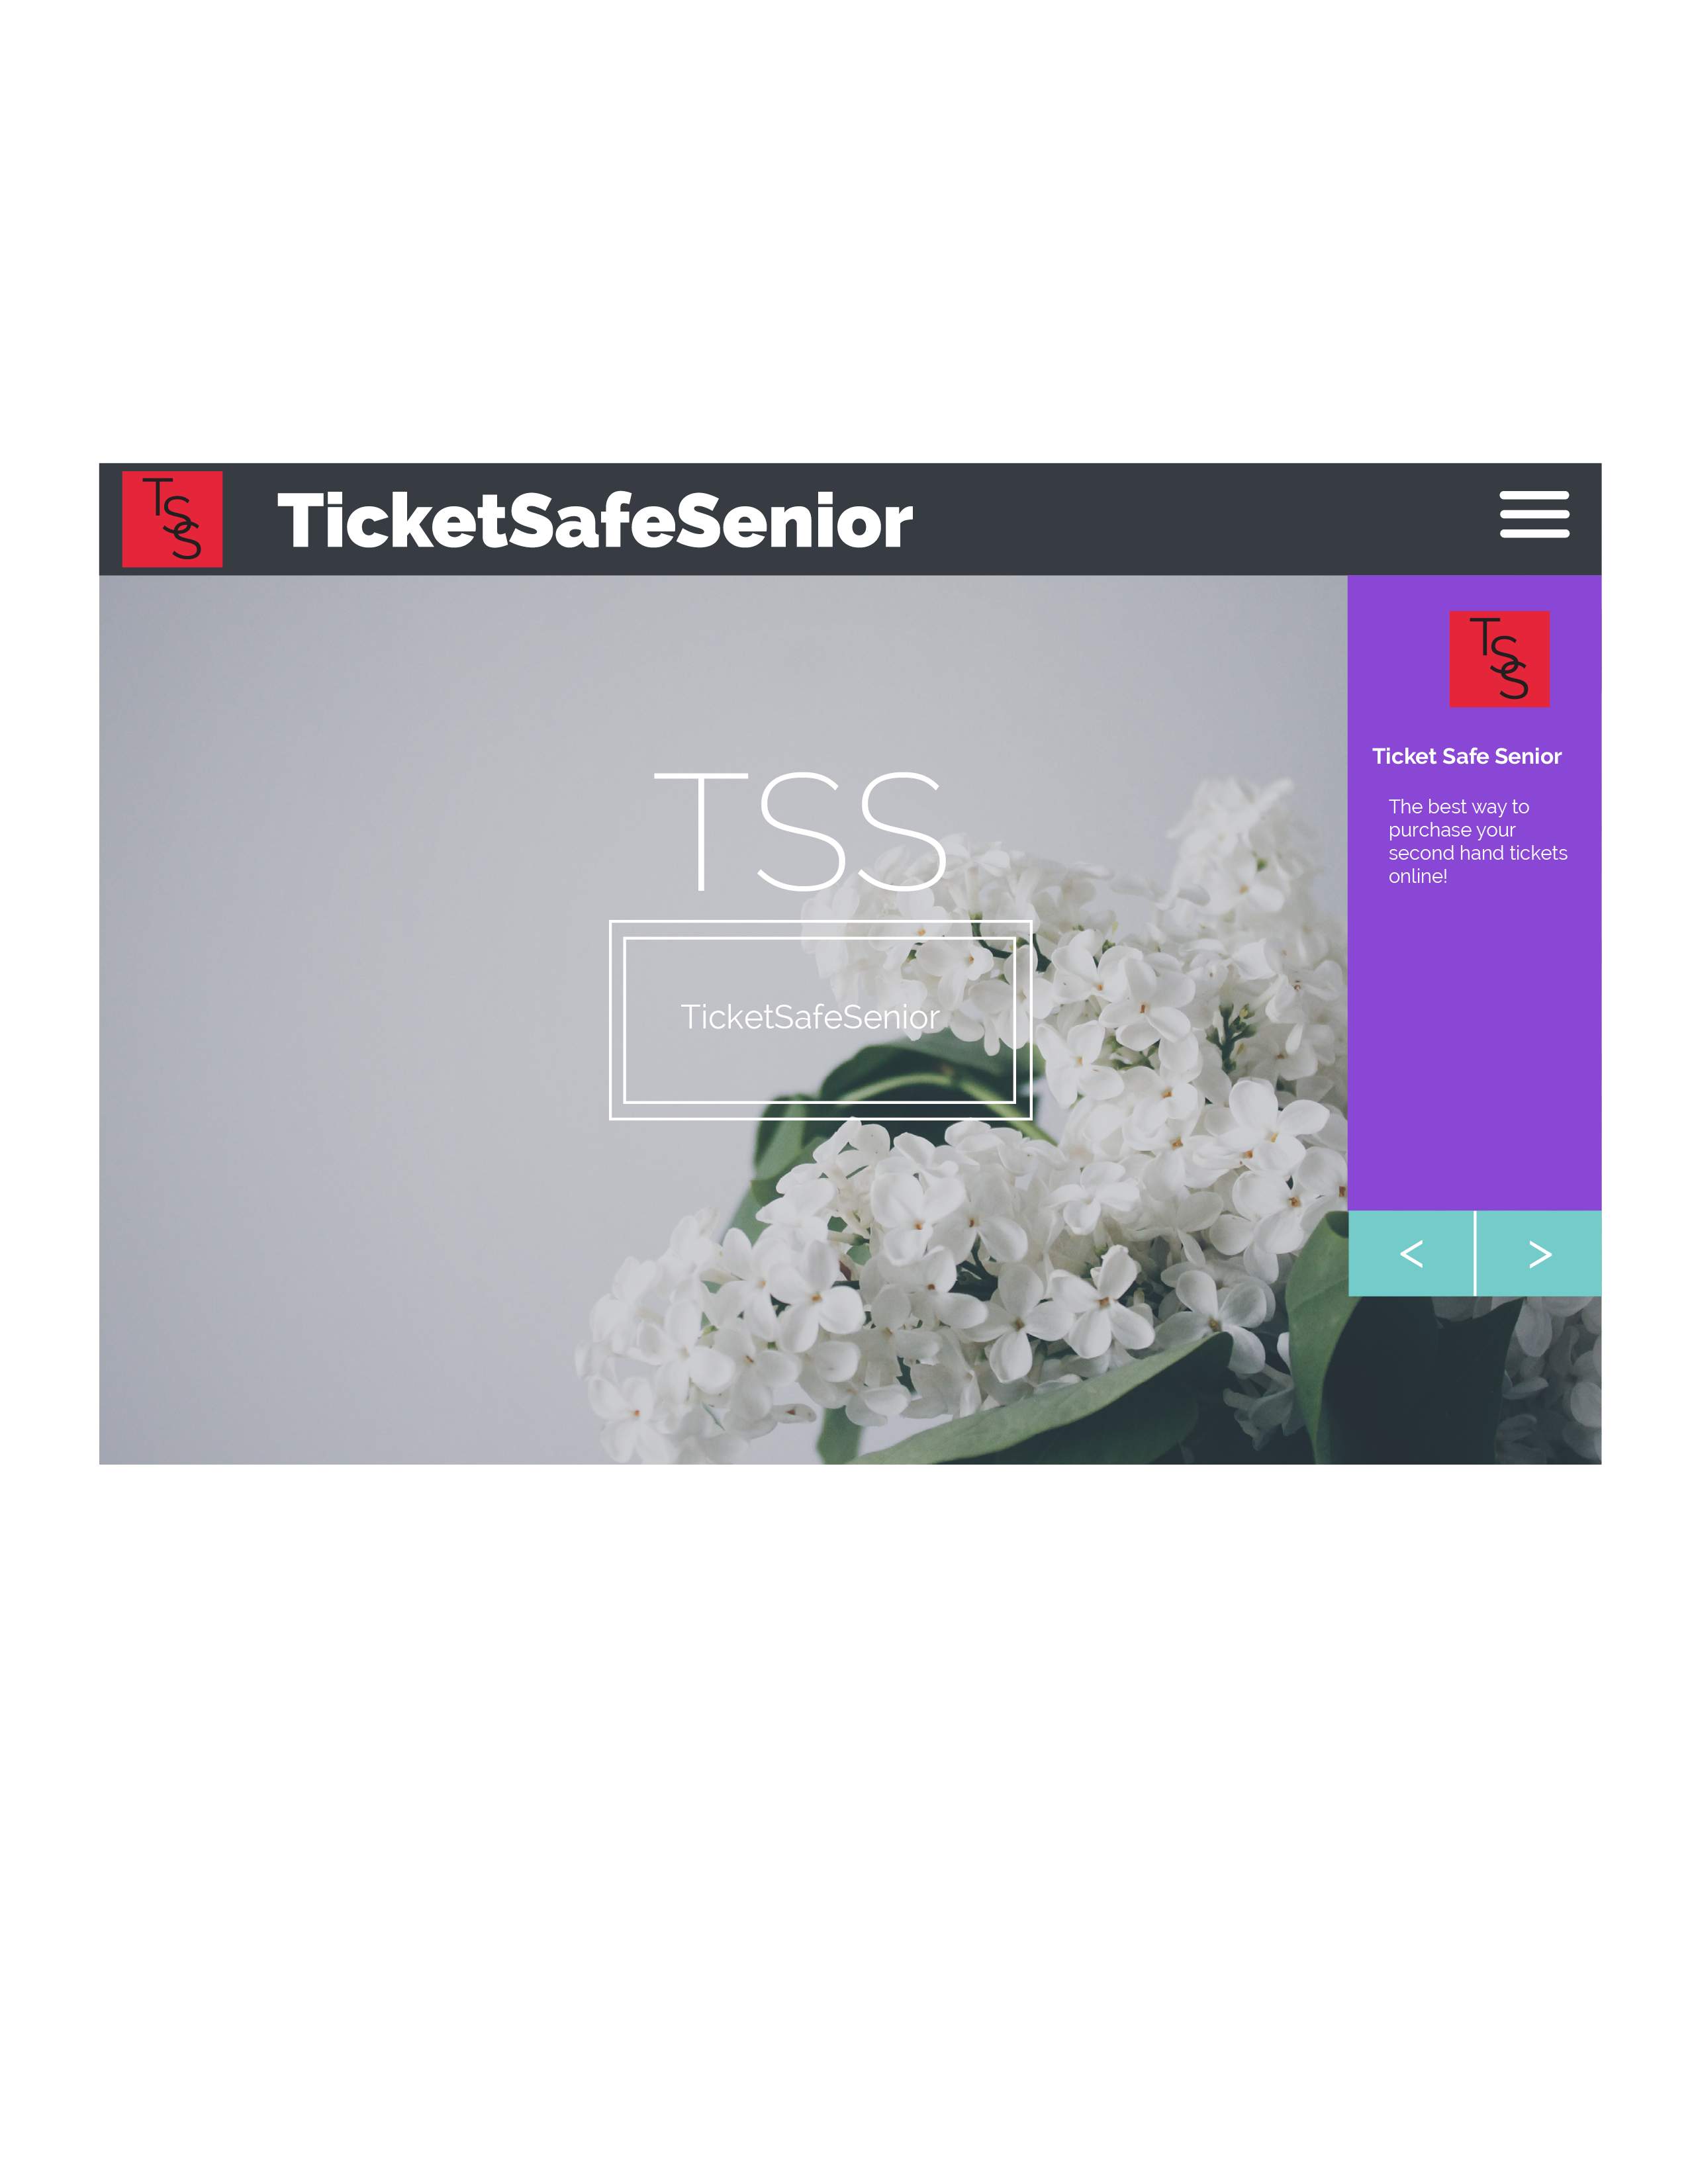 TSS
TicketSafeSenior
TSS
Ticket Safe Senior
The best way to
purchase your
second hand tickets
online!
TSS
TicketSafeSenior
< >